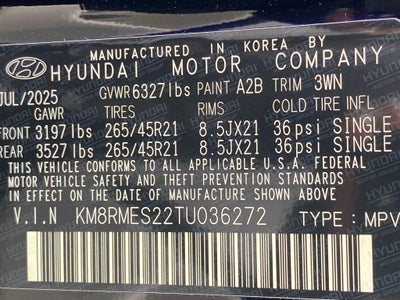 MANUFACTURED IN KOREA BY
HYUNDAI MOTOR COMPANY
JUL/2025 GVWR 6327 lbs PAINT A2B TRIM 3WN
GAWR TIRES RIMS COLD TIRE INFL
FRONT 3197 lbs 265/45R21 8.5JX21 36psi SINGLE
REAR 3527 lbs 265/45R21 8.5JX21 36psi SINGLE
THIS VEHICLE CONFORMS TO ALL APPLICABLE U.S.A. FEDERAL
MOTOR VEHICLE SAFETY AND THEFT PREVENTION STANDARDS
IN EFFECT ON THE DATE OF MANUFACTURE SHOWN ABOVE.
V.I.N KM8RMES22TU036272 TYPE: MPV